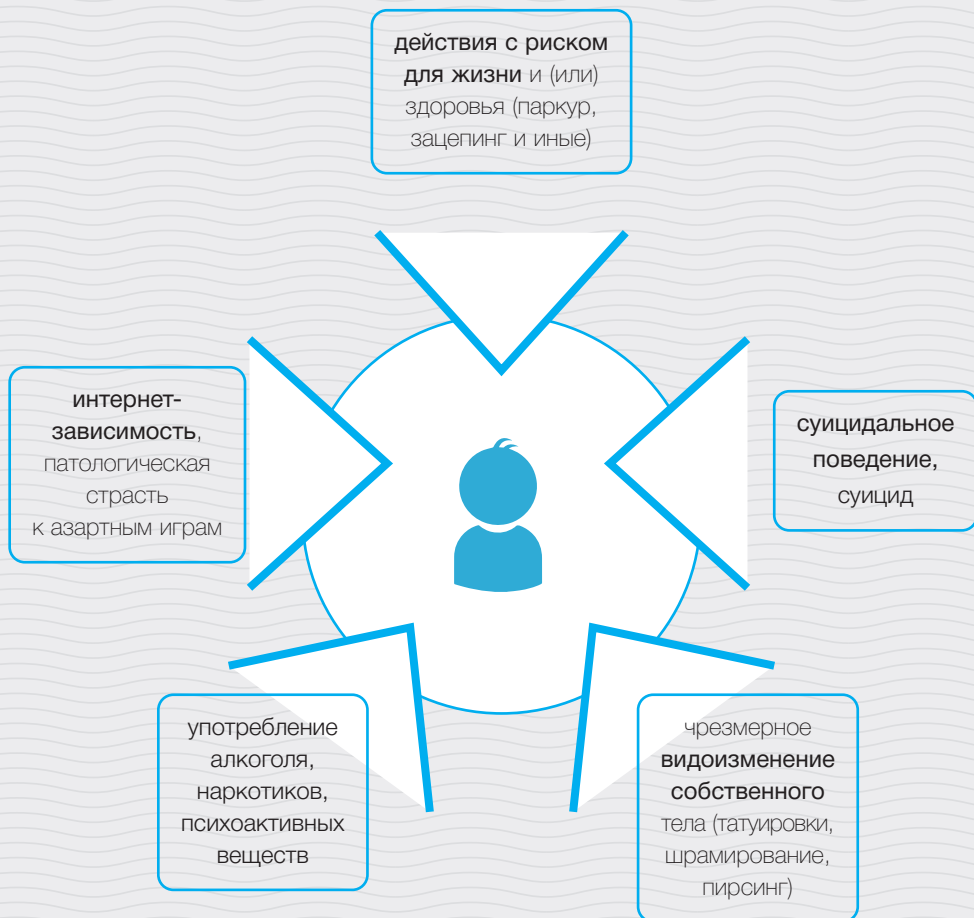 действия с риском
для жизни и (или)
здоровья (паркур,
зацепинг и иные)
интернет-
зависимость,
патологическая
страсть
к азартным играм
суицидальное
поведение,
суицид
употребление
алкоголя,
наркотиков,
психоактивных
веществ
чрезмерное
видоизменение
собственного
тела (татуировки,
шрамирование,
пирсинг)